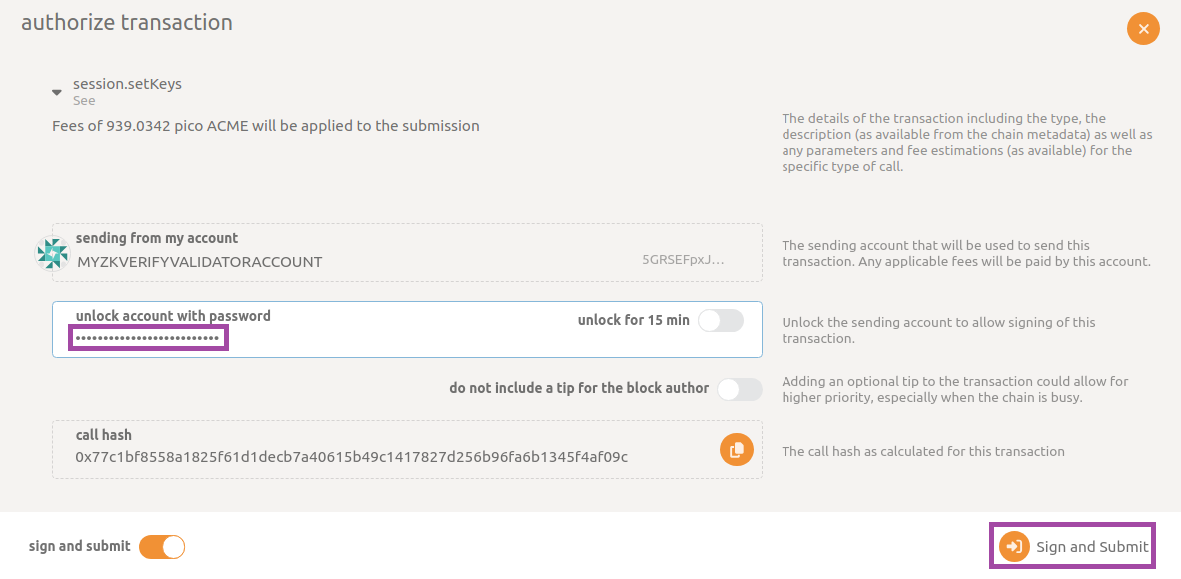 authorize transaction
session.setKeys
See
Fees of 939.0342 pico ACME will be applied to the submission
The details of the transaction including the type, the
description (as available from the chain metadata) as well as
any parameters and fee estimations (as available) for the
specific type of call.
sending from my account
MYZKVERIFYVALIDATORACCOUNT
5GRSEFpxJ...
The sending account that will be used to send this
transaction. Any applicable fees will be paid by this account.
unlock account with password
unlock for 15 min
Unlock the sending account to allow signing of this
transaction.
do not include a tip for the block author
Adding an optional tip to the transaction could allow for
higher priority, especially when the chain is busy.
call hash
0x77c1bf8558a1825f61d1decb7a40615b49c1417827d256b96fa6b1345f4af09c
The call hash as calculated for this transaction
sign and submit
Sign and Submit